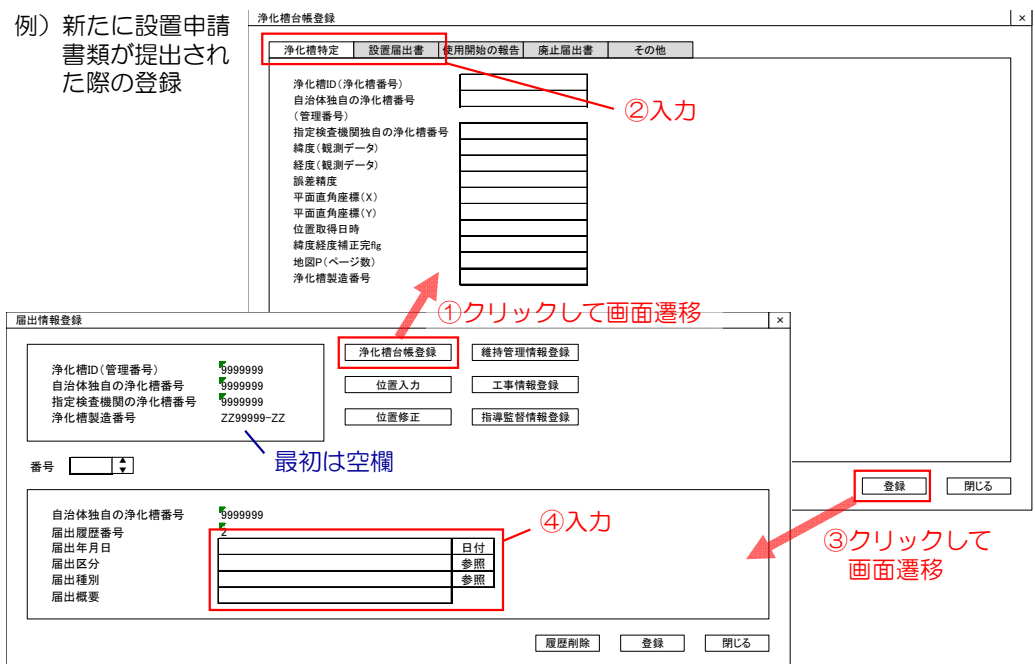 例）新たに設置申請
書類が提出され
た際の登録
浄化槽台帳登録
×
浄化槽特定
設置届出書
使用開始の報告
廃止届出書
その他
浄化槽ID（浄化槽番号）
自治体独自の浄化槽番号
（管理番号）
指定検査機関独自の浄化槽番号
緯度（観測データ）
経度（観測データ）
誤差精度
平面直角座標（X）
平面直角座標（Y）
位置取得日時
緯度経度補正完flg
地図P（ページ数）
浄化槽製造番号
②入力
①クリックして画面遷移
届出情報登録
×
浄化槽ID（管理番号） 9999999
自治体独自の浄化槽番号 9999999
指定検査機関の浄化槽番号 9999999
浄化槽製造番号 ZZ99999-ZZ
浄化槽台帳登録
維持管理情報登録
位置入力
工事情報登録
位置修正
指導監督情報登録
最初は空欄
番号
登録
閉じる
自治体独自の浄化槽番号 9999999
届出履歴番号 2
届出年月日 日付
届出区分 参照
届出種別 参照
届出概要
④入力
③クリックして
画面遷移
履歴削除
登録
閉じる